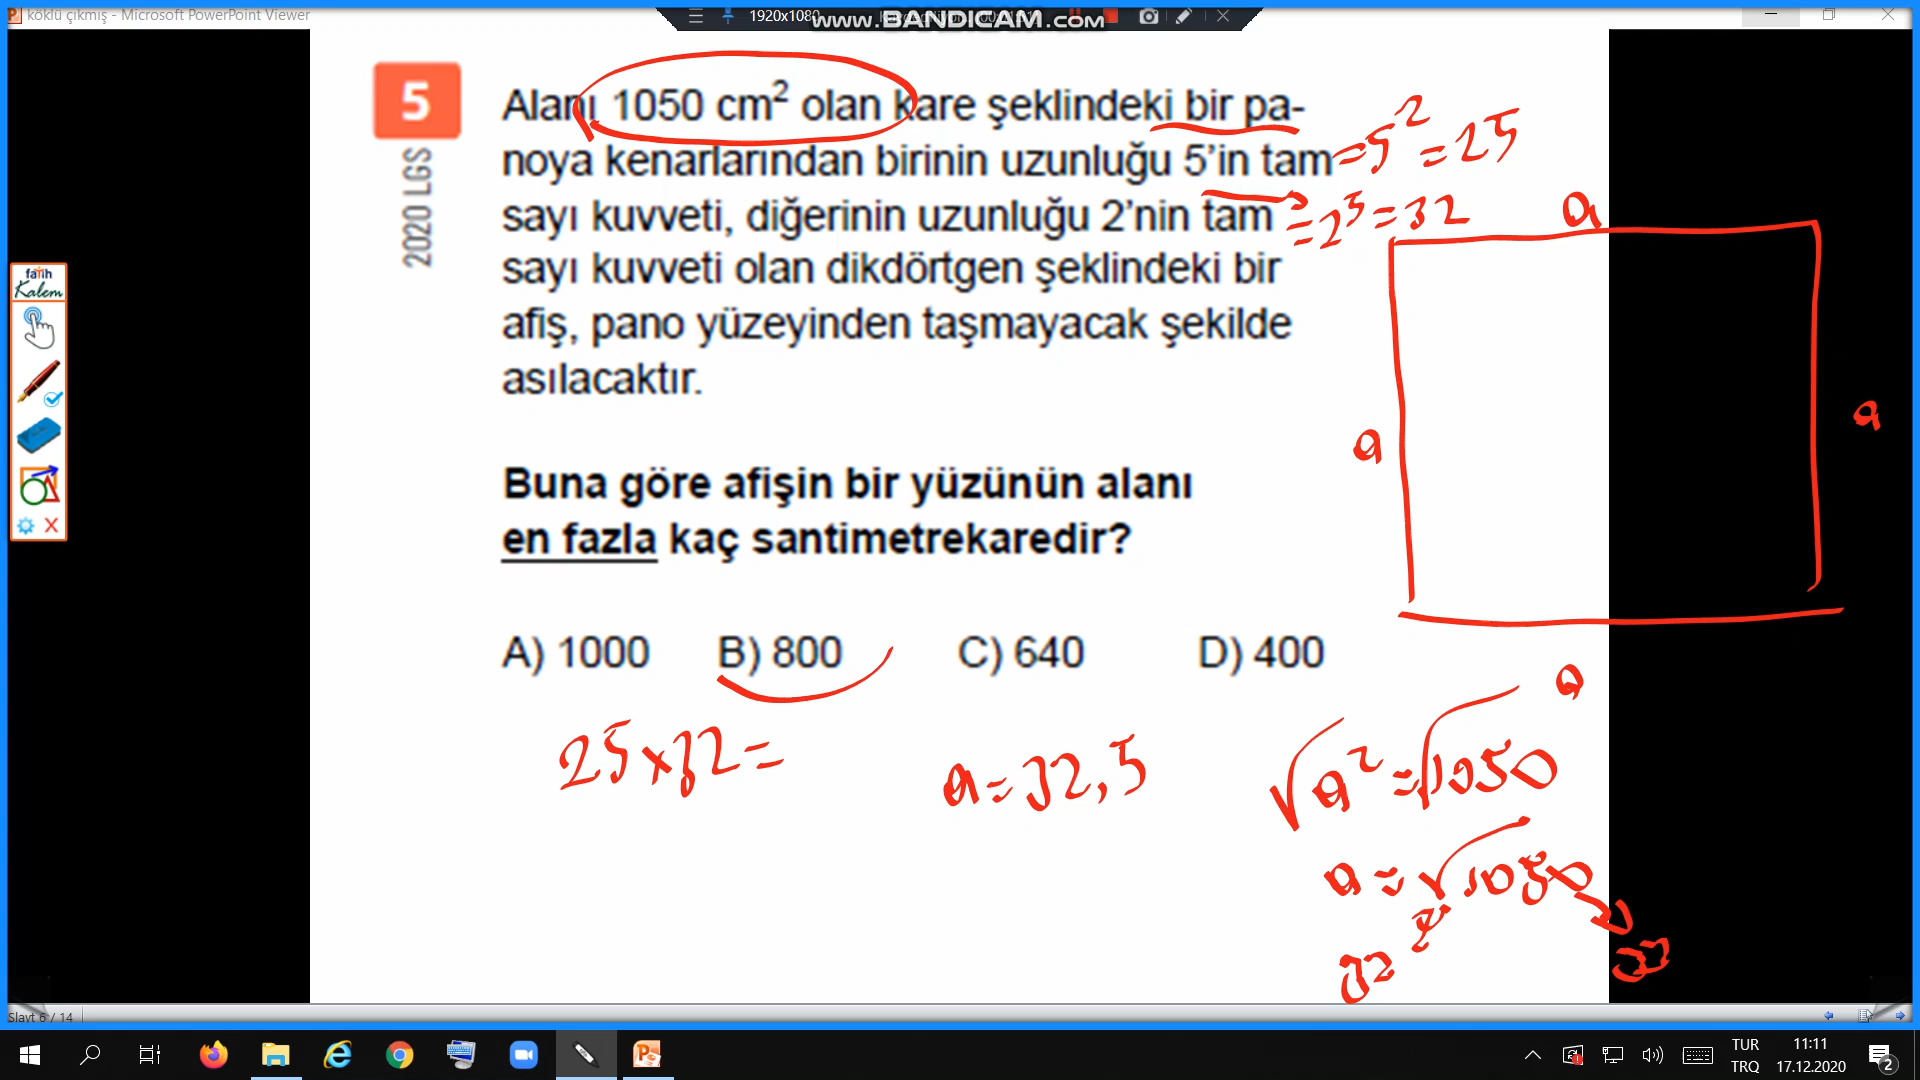 köklü çıkmış - Microsoft PowerPoint Viewer
1920x1080
www.BANDICAM.com
5
2020 LGS
Alanı 1050 cm² olan kare şeklindeki bir pa-
noya kenarlarından birinin uzunluğu 5'in tam
sayı kuvveti, diğerinin uzunluğu 2'nin tam
sayı kuvveti olan dikdörtgen şeklindeki bir
afiş, pano yüzeyinden taşmayacak şekilde
asılacaktır.
=5²=25
=2⁵=32
a
a
a
a
fatih
Kalem
Buna göre afişin bir yüzünün alanı
en fazla kaç santimetrekaredir?
A) 1000 B) 800 C) 640 D) 400
25x32=
a=32,5
√a²=√1050
a=√1050
32
33
Slayt 6 / 14
TUR
TRQ
11:11
17.12.2020
2